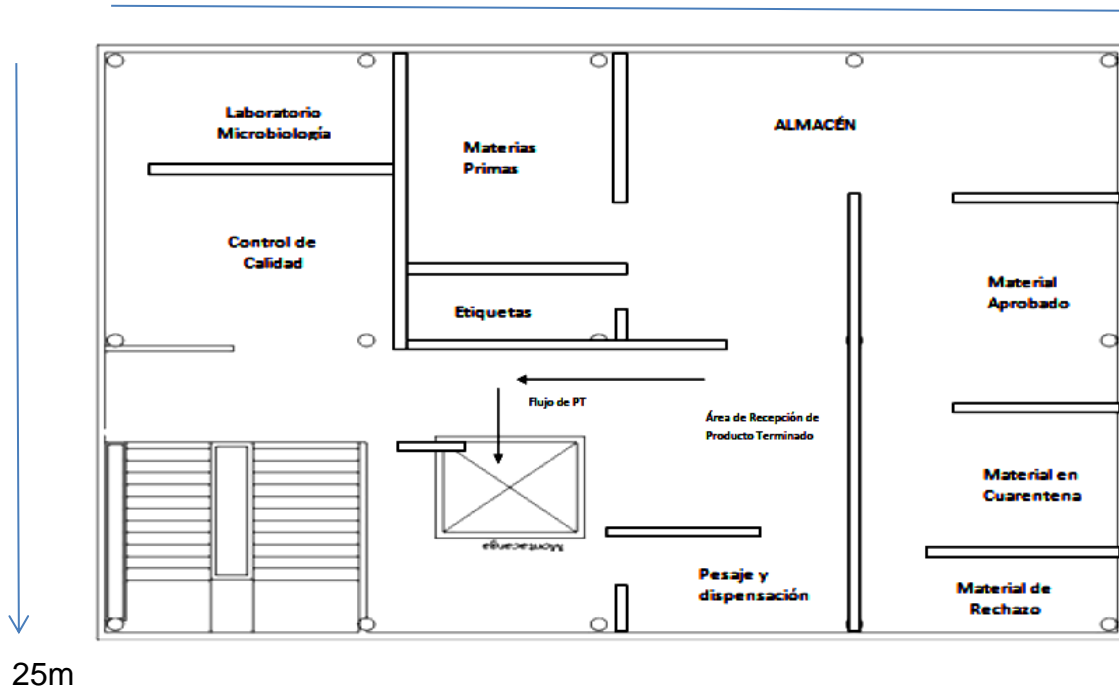 Laboratorio
Microbiología
Materias
Primas
ALMACÉN
Control de
Calidad
Material
Aprobado
Etiquetas
Flujo de PT
Área de Recepción de
Producto Terminado
Material en
Cuarentena
Montacarga
Pesaje y
dispensación
Material de
Rechazo
25m